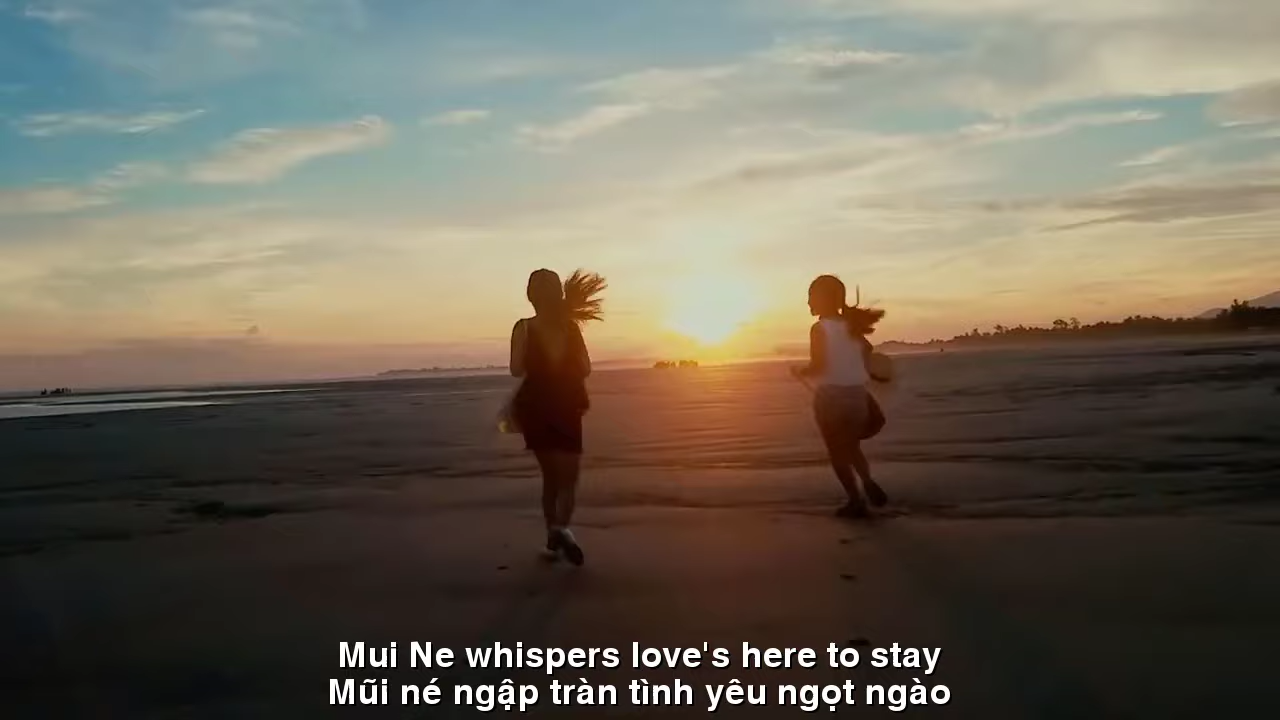 Mui Ne whispers love's here to stay
Mũi né ngập tràn tình yêu ngọt ngào